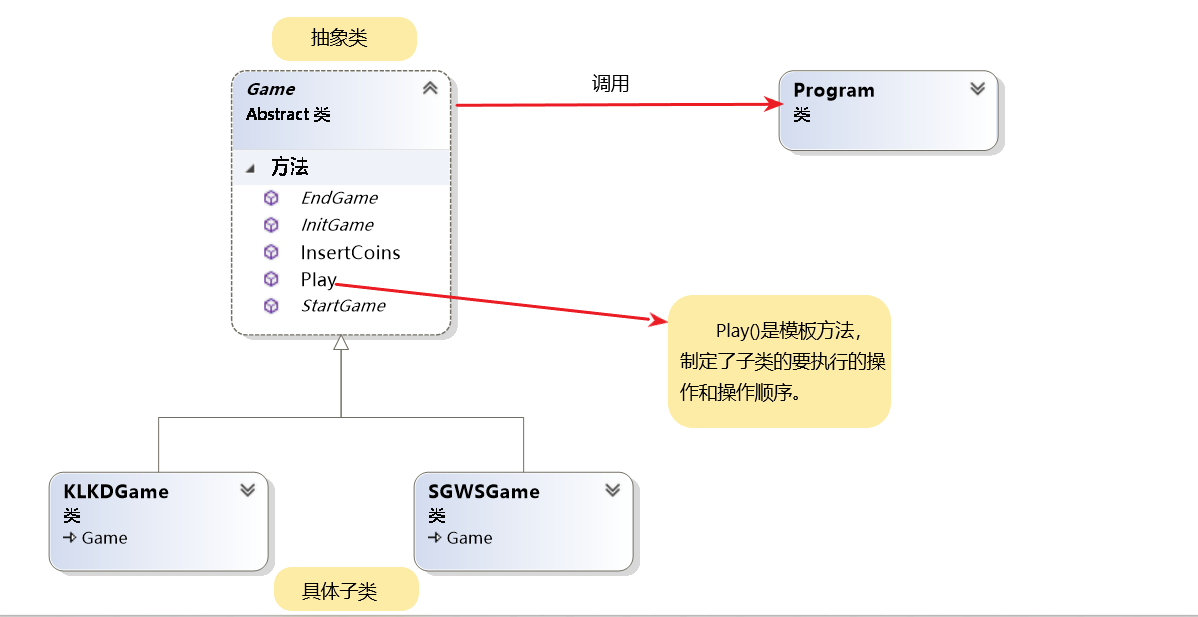 抽象类
Game
Abstract 类
方法
EndGame
InitGame
InsertCoins
Play
StartGame
调用
Program
类
Play()是模板方法，
制定了子类的要执行的操
作和操作顺序。
KLKDGame
类
Game
SGWSGame
类
Game
具体子类